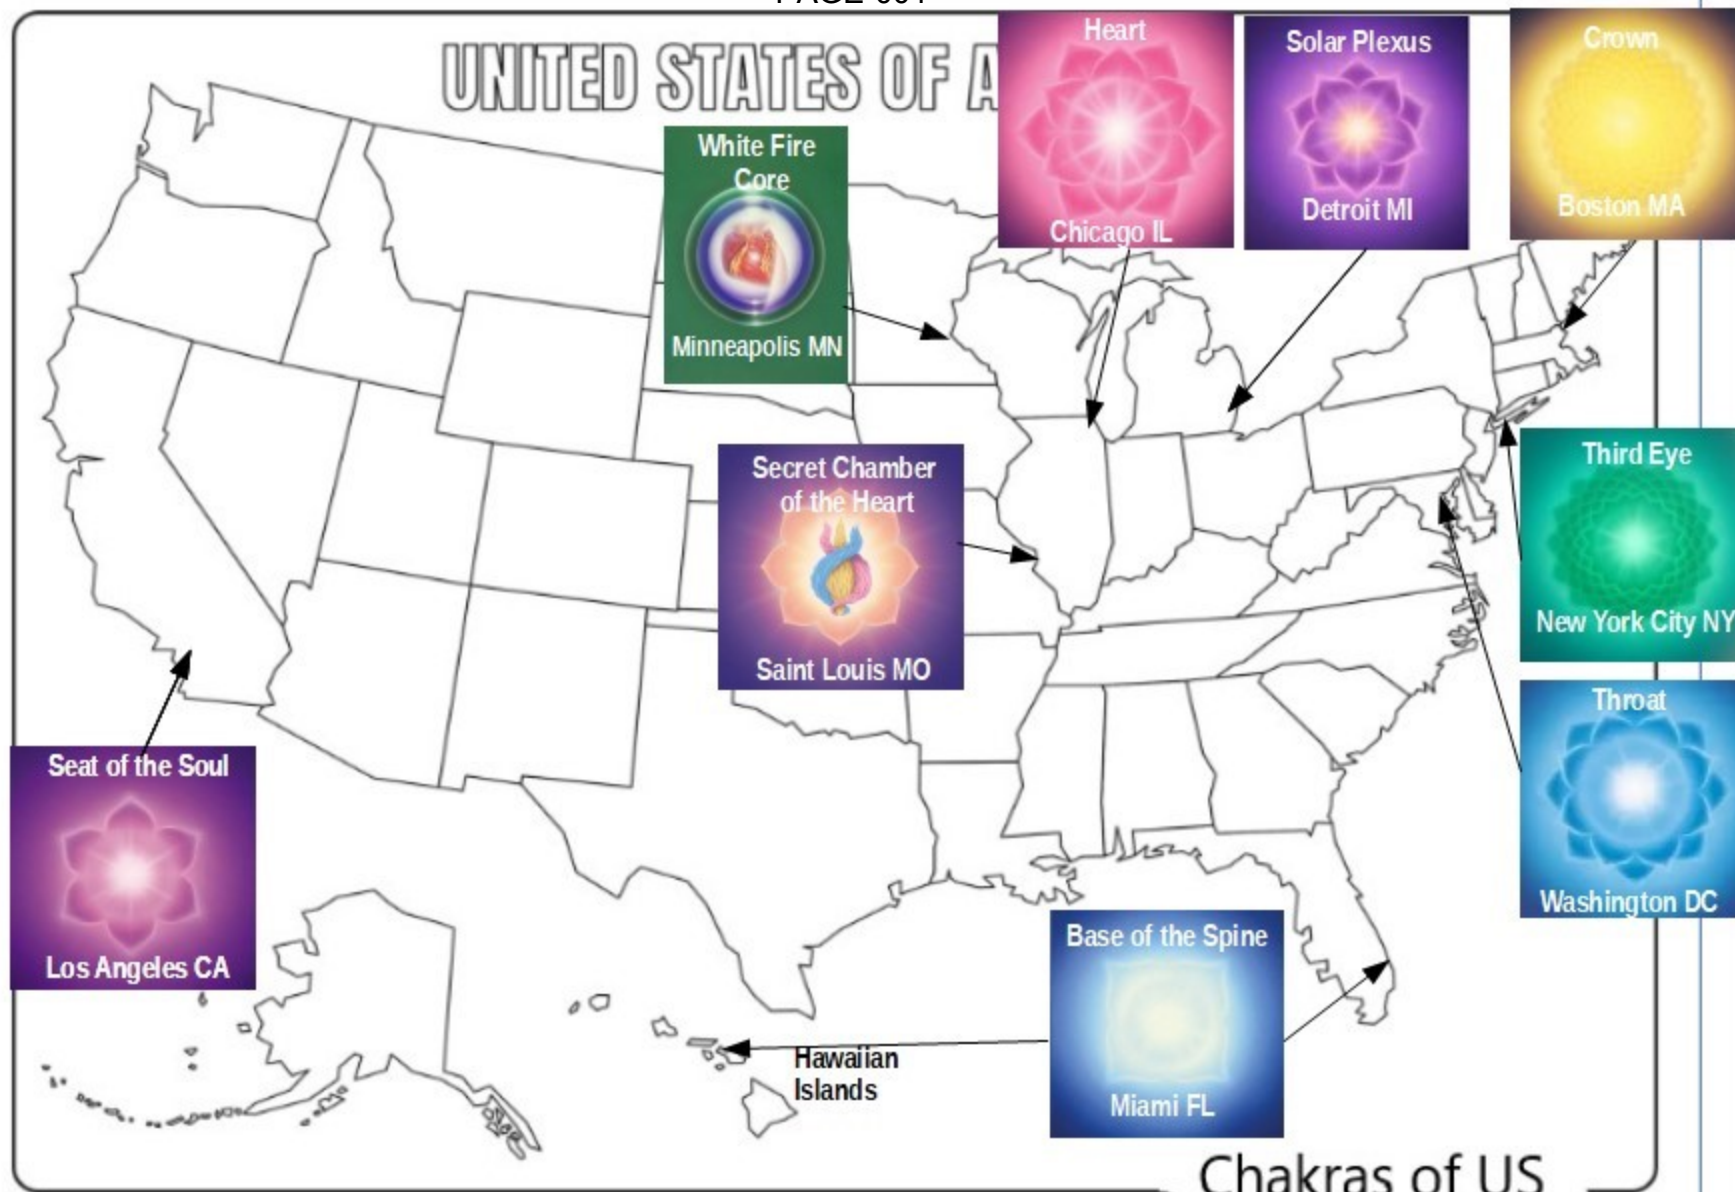 UNITED STATES OF A
Heart
Chicago IL
Solar Plexus
Detroit MI
Crown
Boston MA
White Fire
Core
Minneapolis MN
Secret Chamber
of the Heart
Saint Louis MO
Third Eye
New York City NY
Throat
Washington DC
Seat of the Soul
Los Angeles CA
Base of the Spine
Miami FL
Hawaiian
Islands
Chakras of US